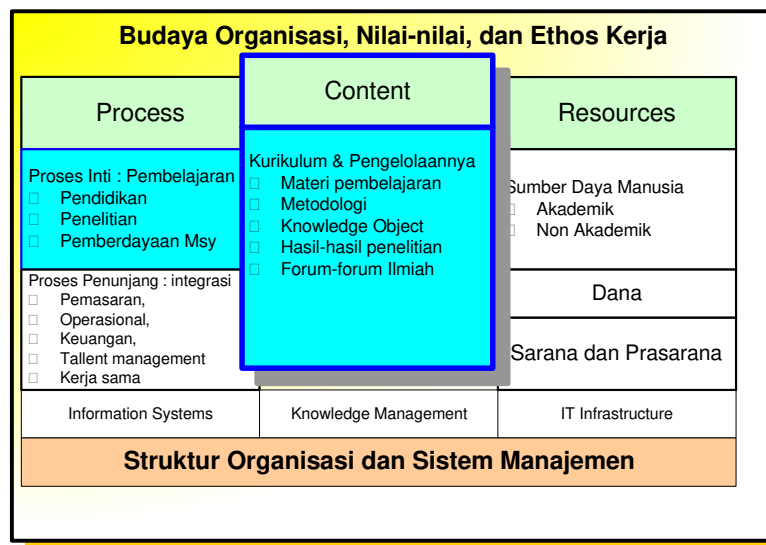 Budaya Organisasi, Nilai-nilai, dan Ethos Kerja
Process
Proses Inti : Pembelajaran
Pendidikan
Penelitian
Pemberdayaan Msy
Proses Penunjang : integrasi
Pemasaran,
Operasional,
Keuangan,
Tallent management
Kerja sama
Content
Kurikulum & Pengelolaannya
Materi pembelajaran
Metodologi
Knowledge Object
Hasil-hasil penelitian
Forum-forum Ilmiah
Resources
Sumber Daya Manusia
Akademik
Non Akademik
Dana
Sarana dan Prasarana
Information Systems
Knowledge Management
IT Infrastructure
Struktur Organisasi dan Sistem Manajemen